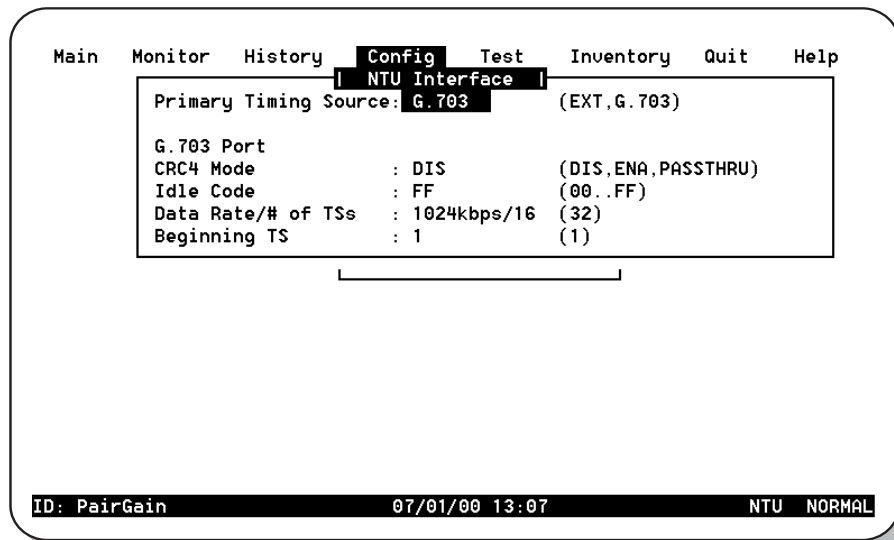 Main Monitor History Config Test Inventory Quit Help
| NTU Interface |
Primary Timing Source: G.703 (EXT,G.703)
G.703 Port
CRC4 Mode : DIS (DIS,ENA,PASSTHRU)
Idle Code : FF (00..FF)
Data Rate/# of TSs : 1024kbps/16 (32)
Beginning TS : 1 (1)
ID: PairGain 07/01/00 13:07 NTU NORMAL